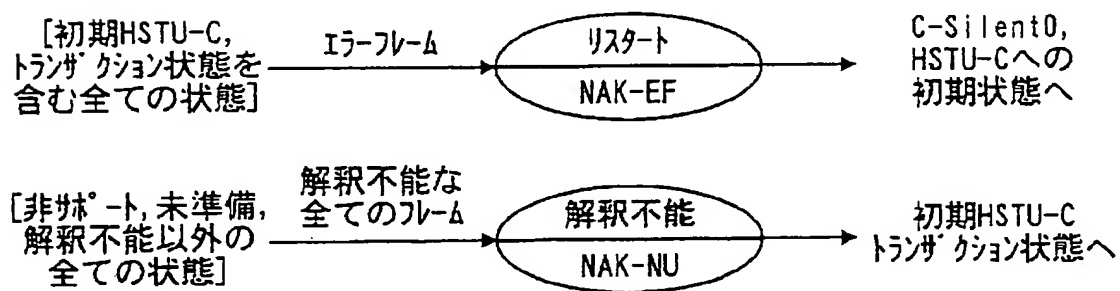 [初期HSTU-C,
トランザクション状態を
含む全ての状態]
エラーフレーム
リスタート
NAK-EF
C-Silent0,
HSTU-Cへの
初期状態へ
[非サポート,未準備,
解釈不能以外の
全ての状態]
解釈不能な
全てのフレーム
解釈不能
NAK-NU
初期HSTU-C
トランザクション状態へ